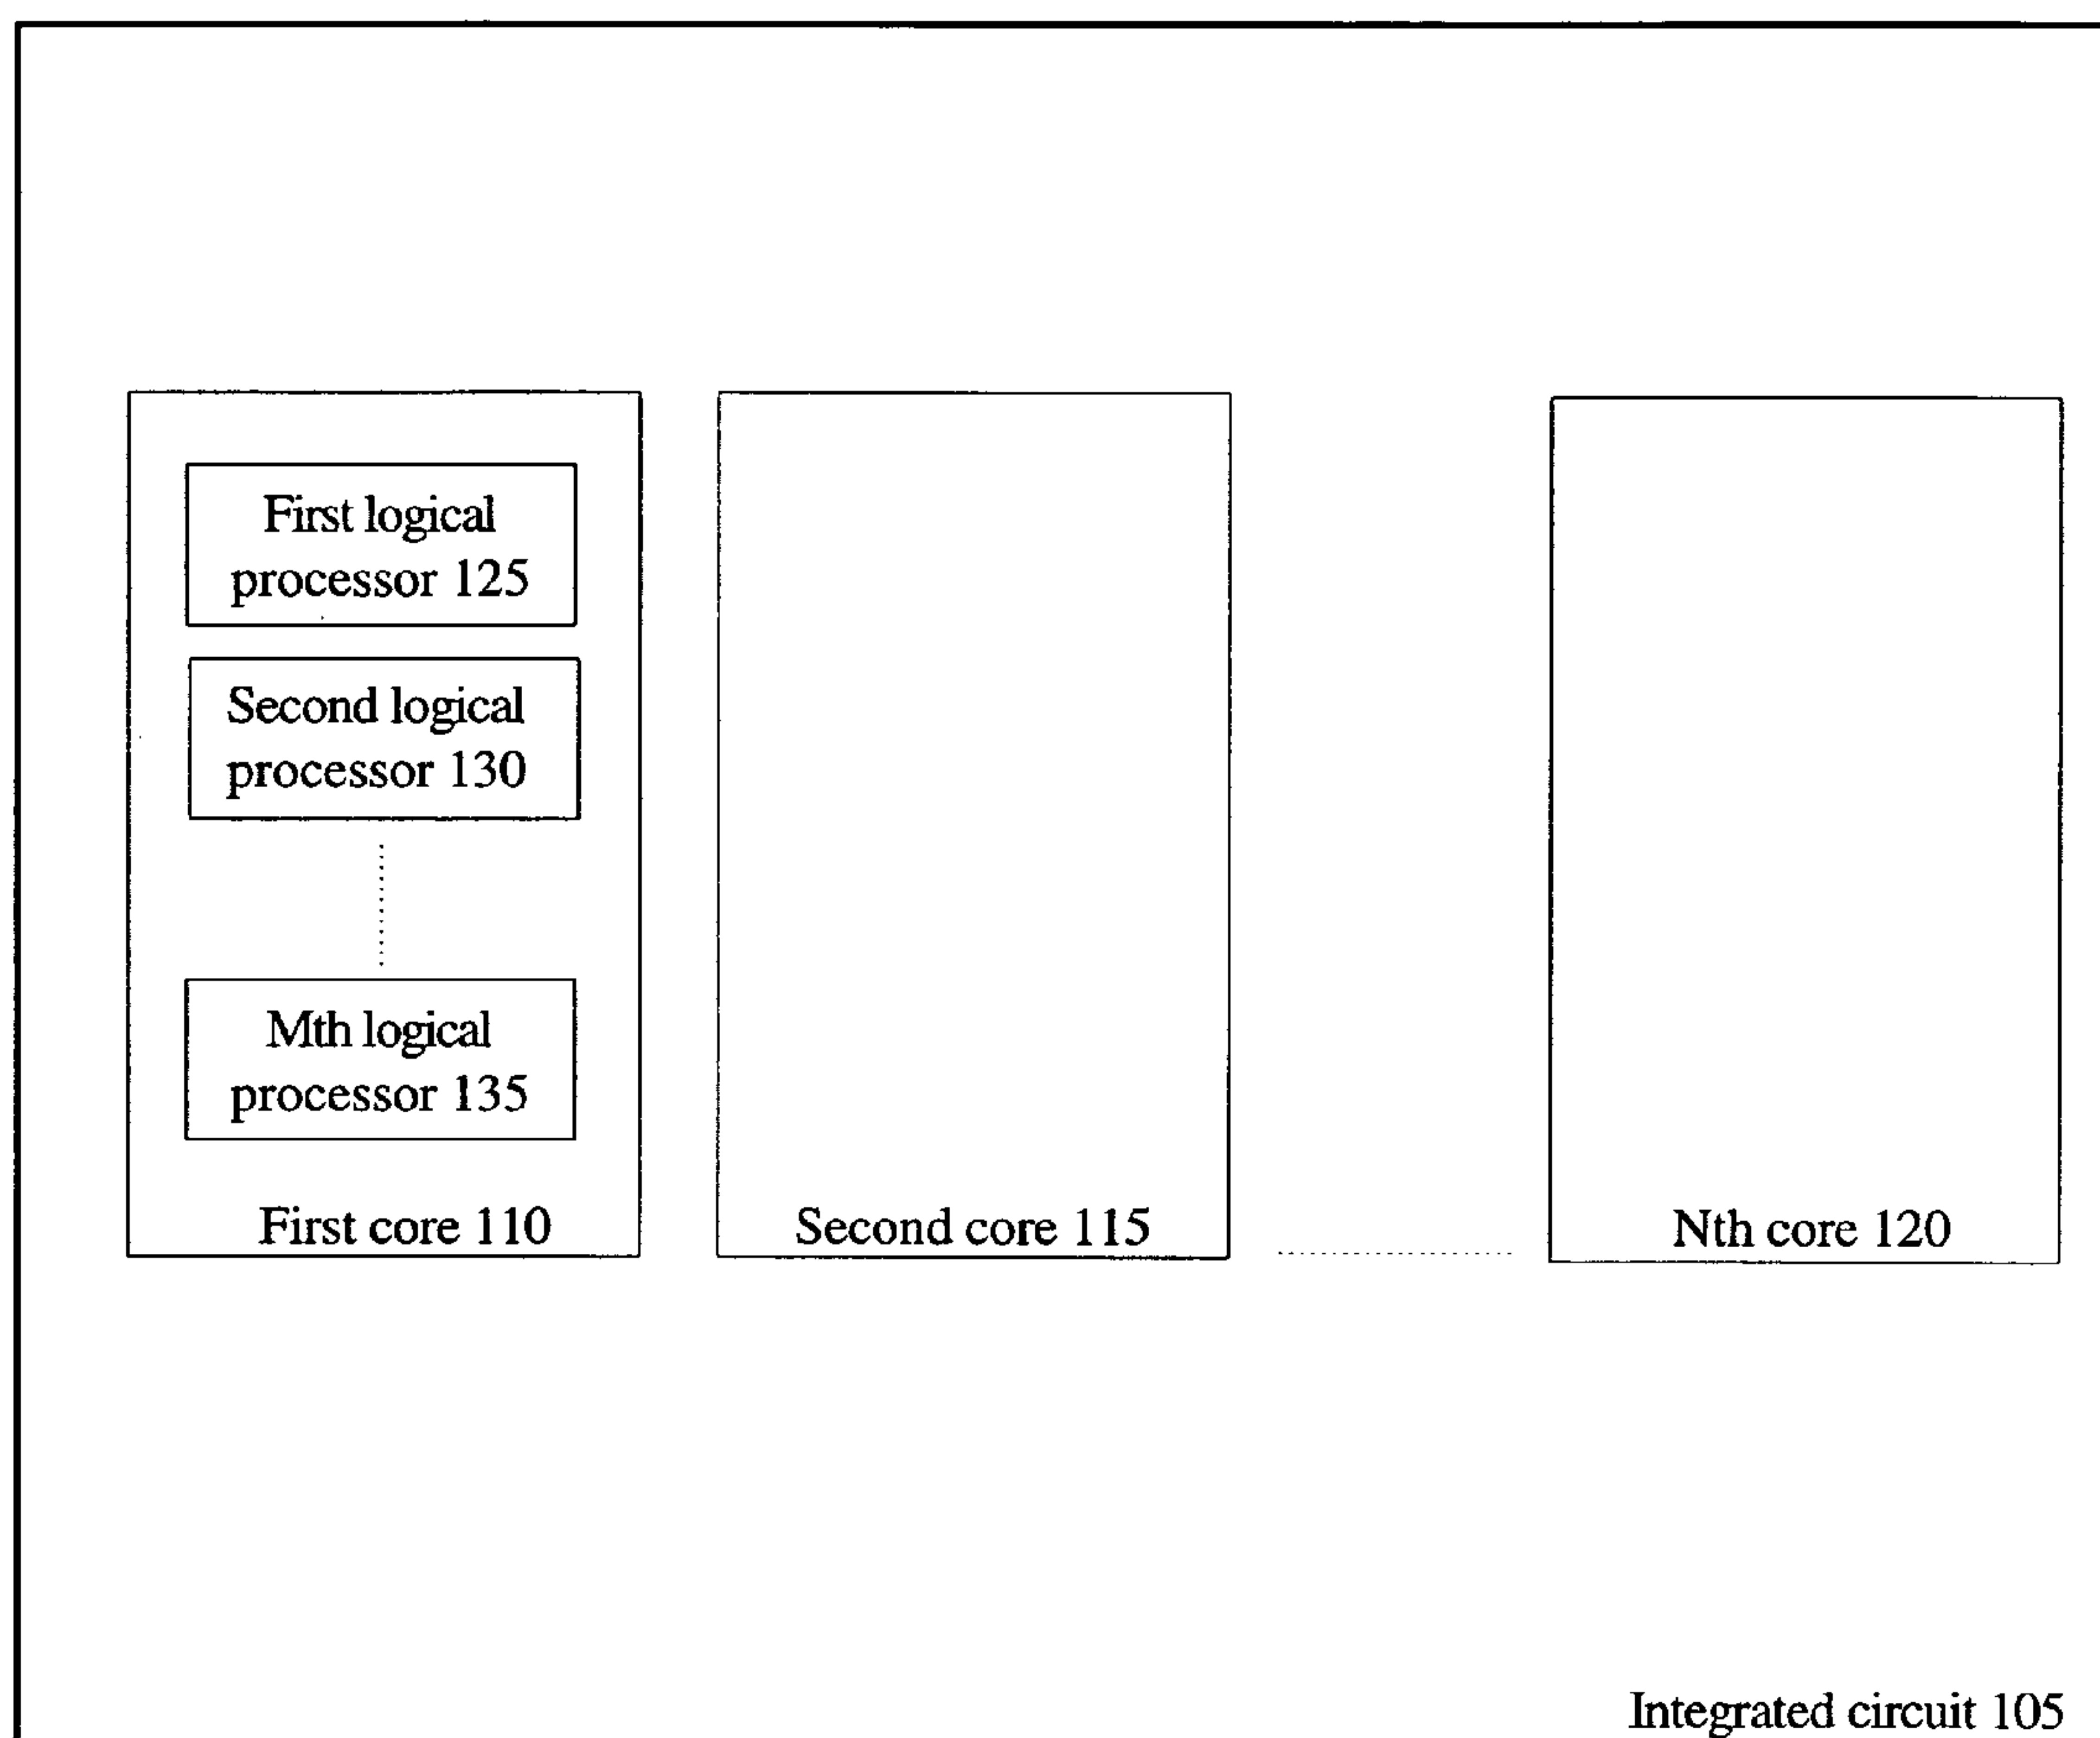 First logical
processor 125
Second logical
processor 130
Mth logical
processor 135
First core 110
Second core 115
Nth core 120
Integrated circuit 105